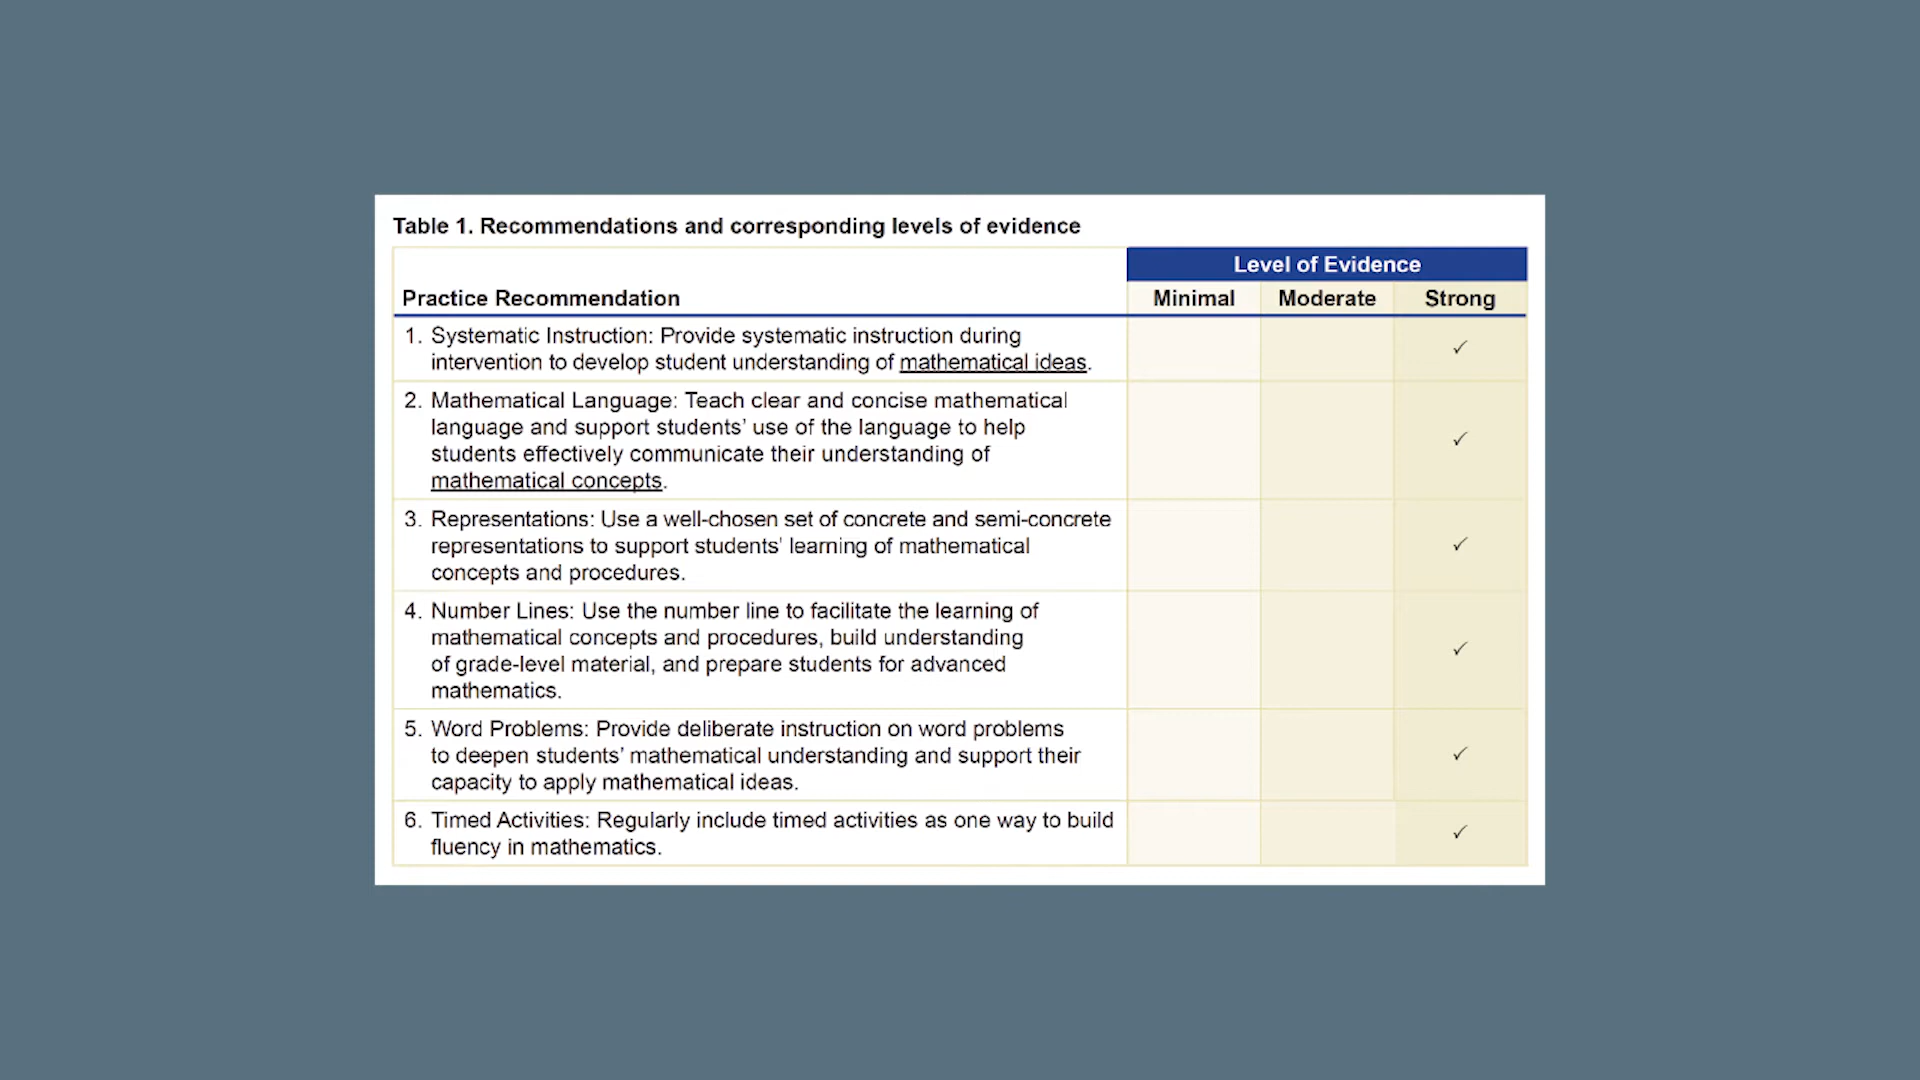 Table 1. Recommendations and corresponding levels of evidence
Level of Evidence
Practice Recommendation Minimal Moderate Strong
1. Systematic Instruction: Provide systematic instruction during
intervention to develop student understanding of mathematical ideas.
✓
2. Mathematical Language: Teach clear and concise mathematical
language and support students’ use of the language to help
students effectively communicate their understanding of
mathematical concepts.
✓
3. Representations: Use a well-chosen set of concrete and semi-concrete
representations to support students’ learning of mathematical
concepts and procedures.
✓
4. Number Lines: Use the number line to facilitate the learning of
mathematical concepts and procedures, build understanding
of grade-level material, and prepare students for advanced
mathematics.
✓
5. Word Problems: Provide deliberate instruction on word problems
to deepen students’ mathematical understanding and support their
capacity to apply mathematical ideas.
✓
6. Timed Activities: Regularly include timed activities as one way to build
fluency in mathematics.
✓